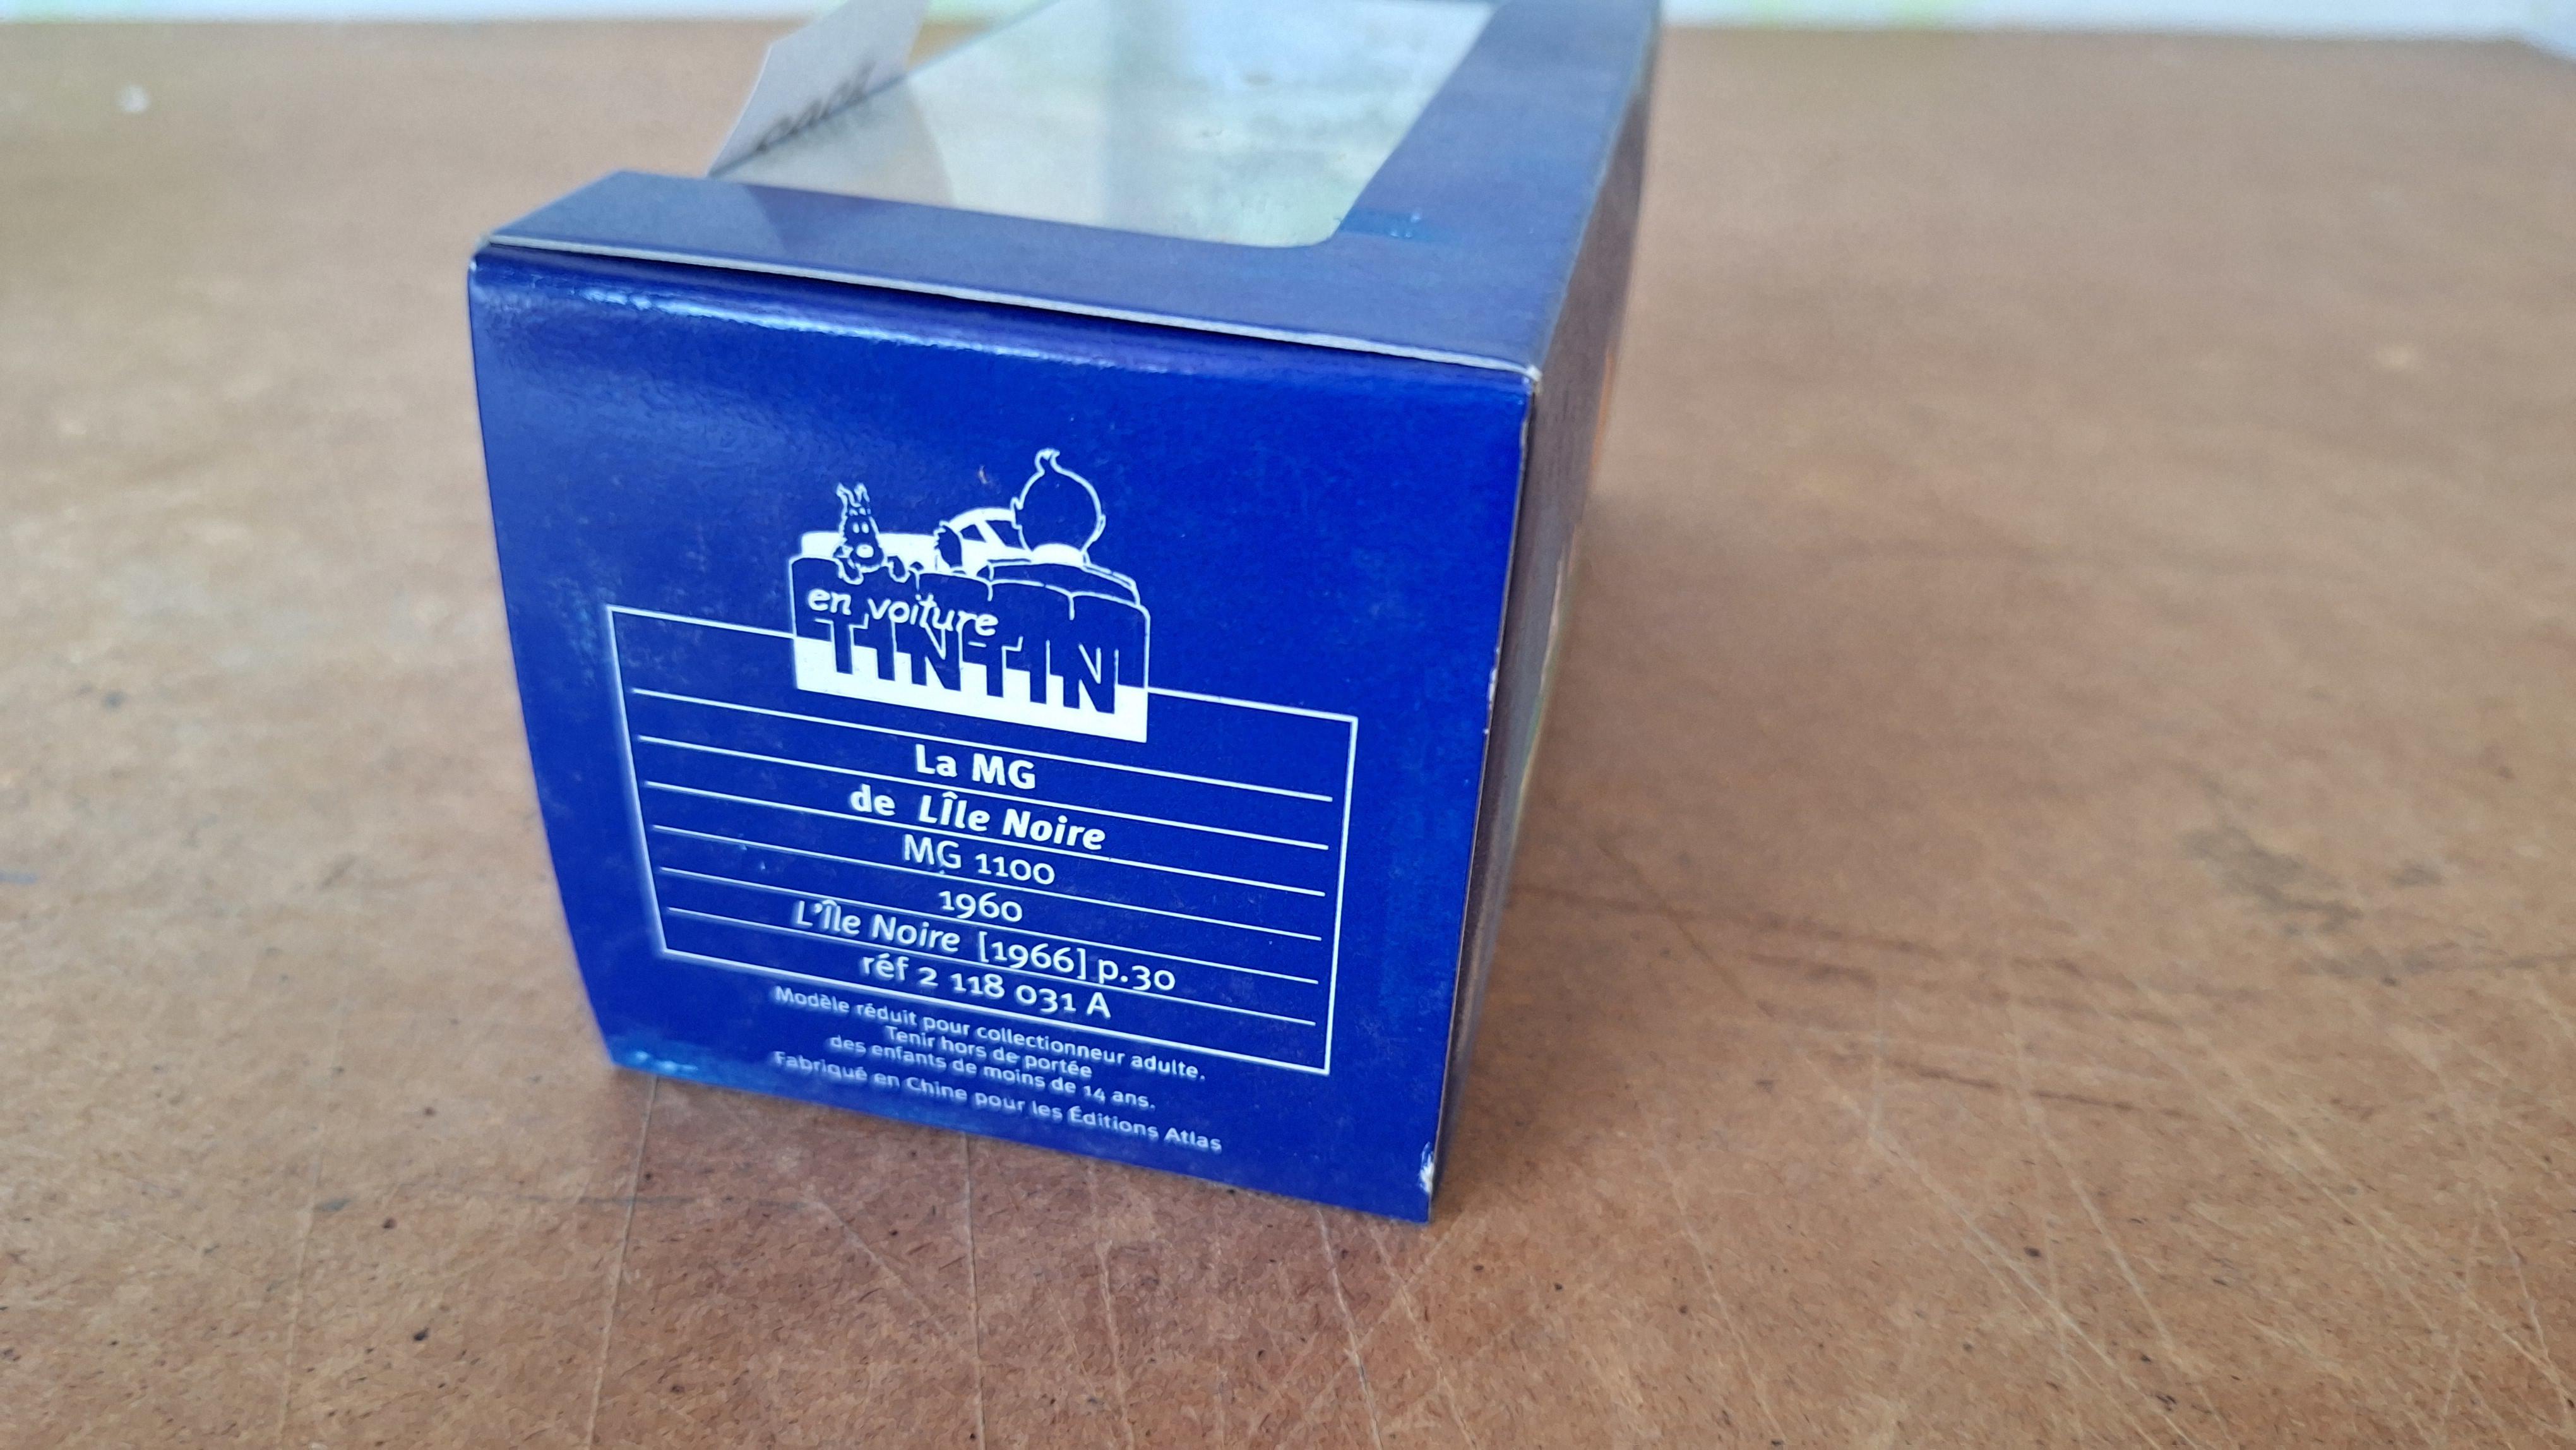 en voiture
TINTIN
La MG
de LÎle Noire
MG 1100
1960
L'Île Noire [1966] p.30
réf 2 118 031 A
Modèle réduit pour collectionneur adulte.
Tenir hors de portée
des enfants de moins de 14 ans.
Fabriqué en Chine pour les Éditions Atlas